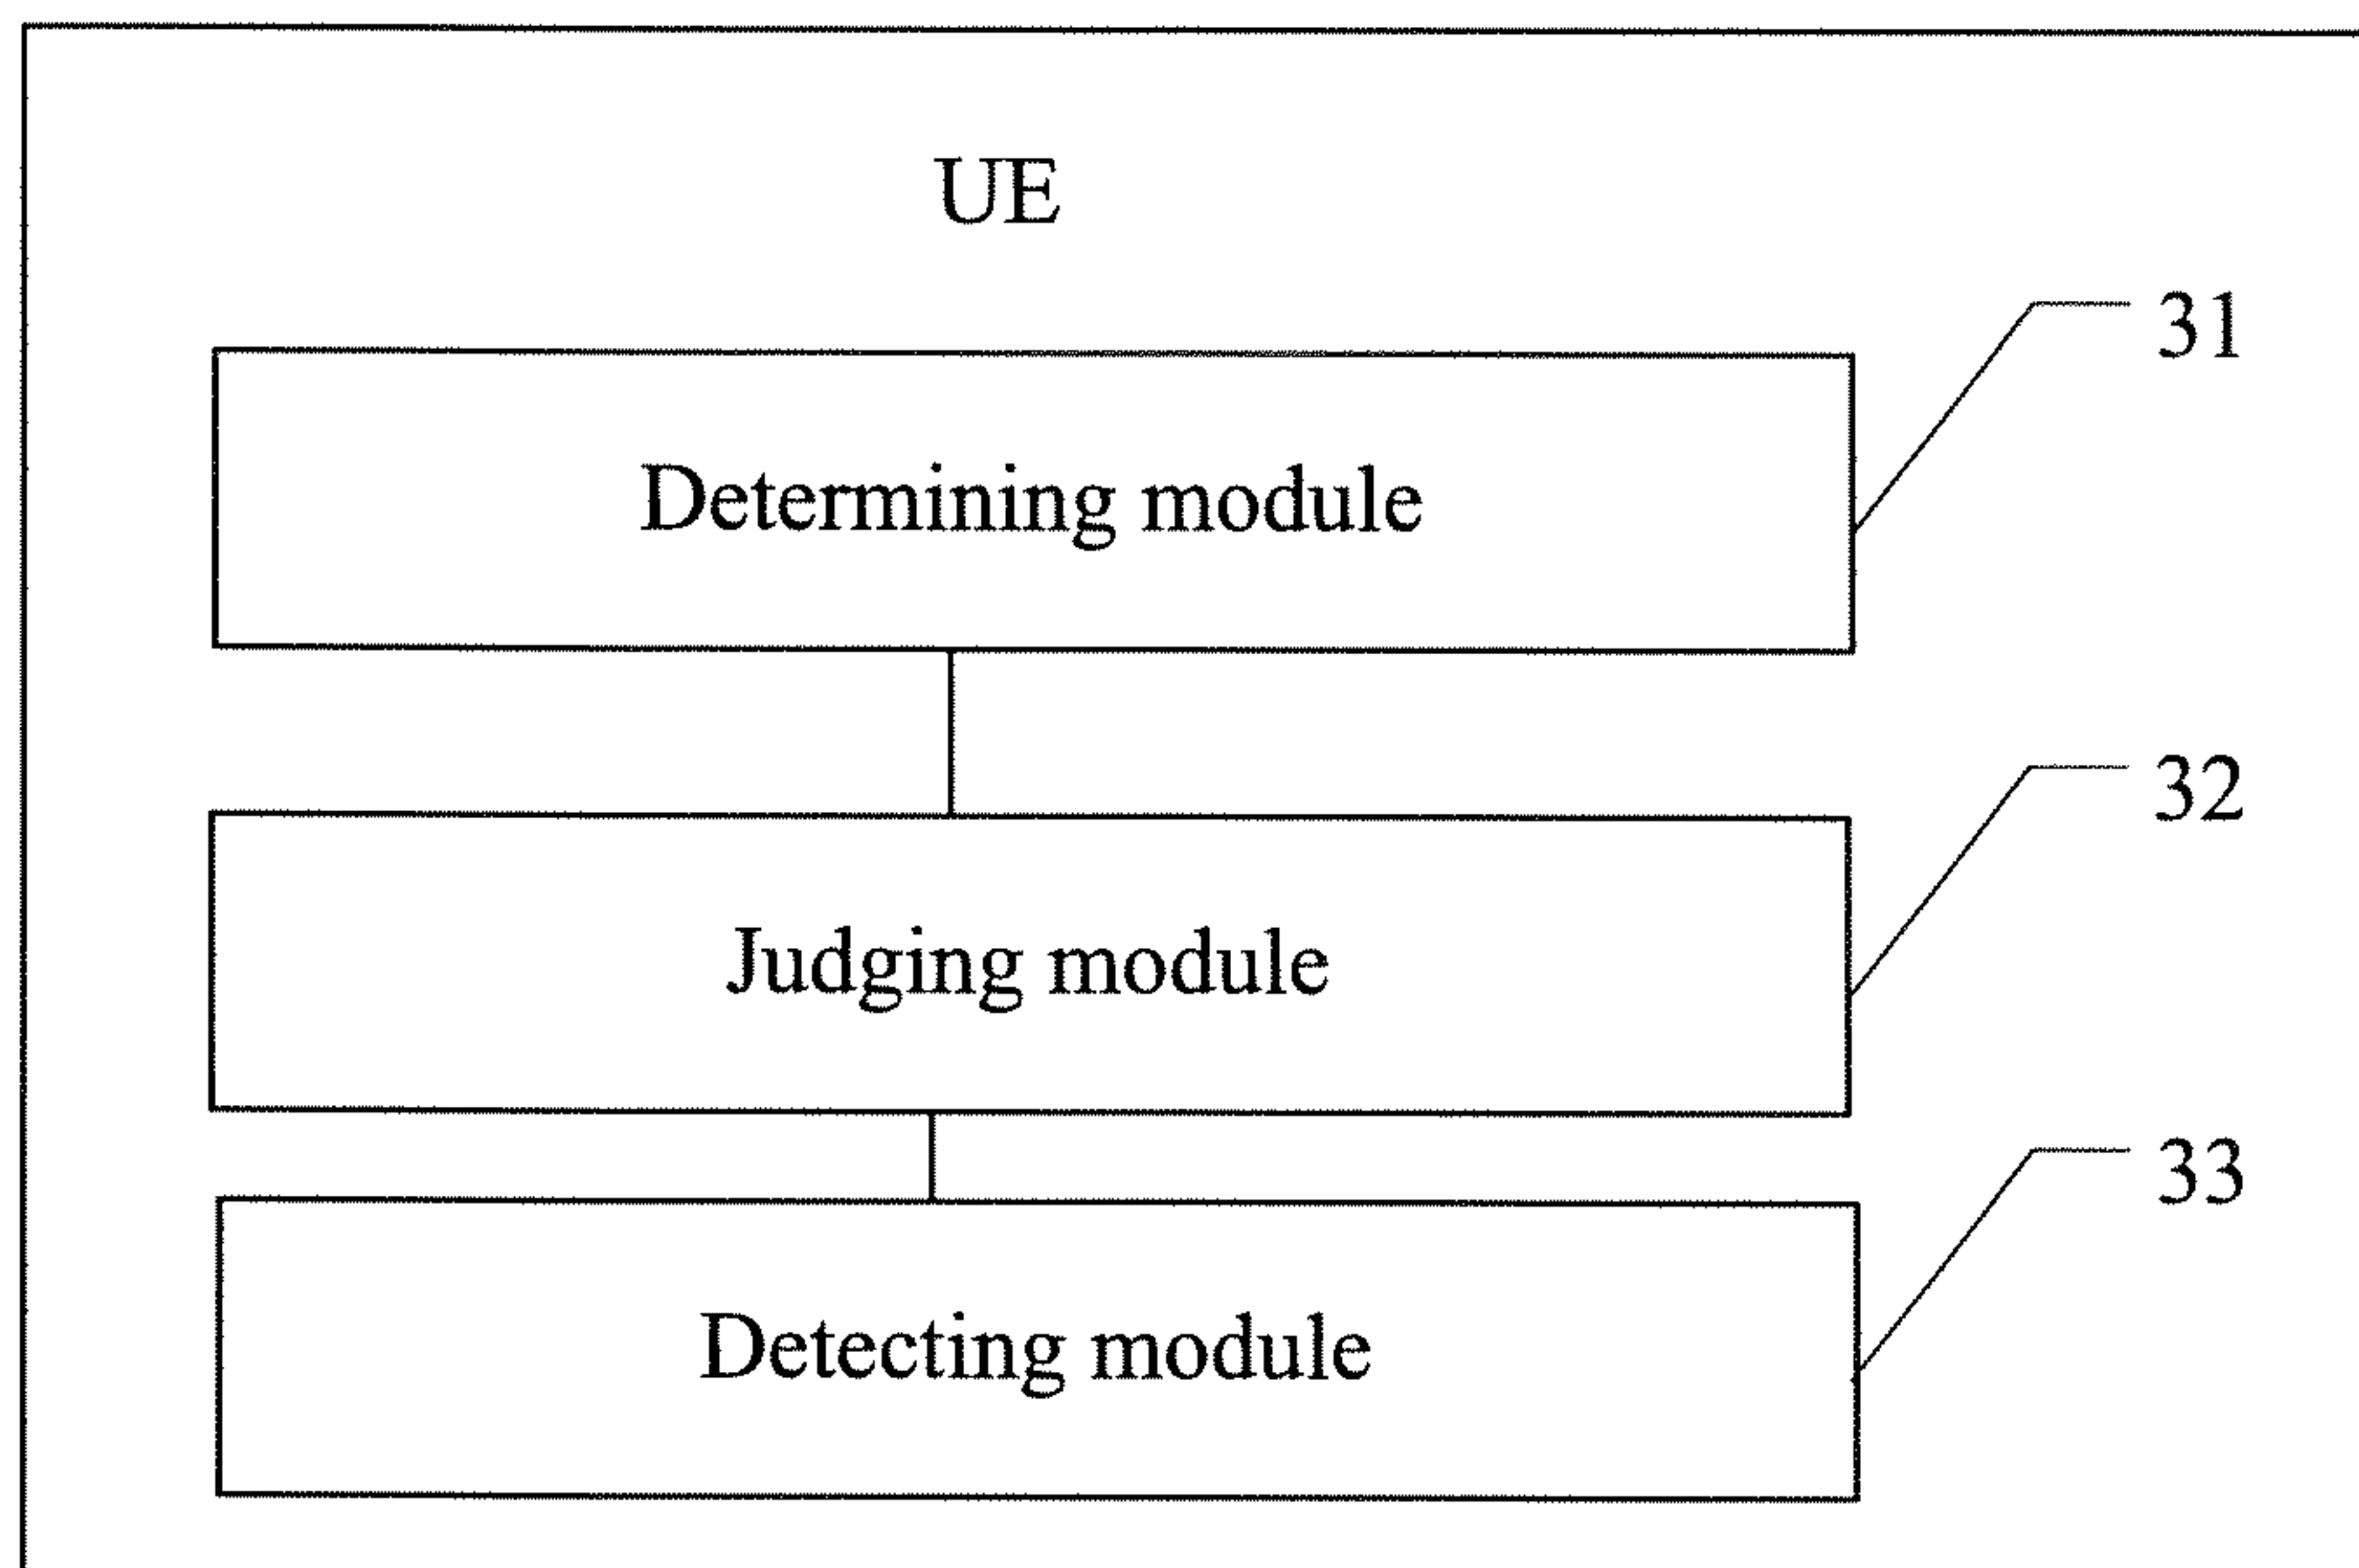 UE
31
Determining module
32
Judging module
33
Detecting module